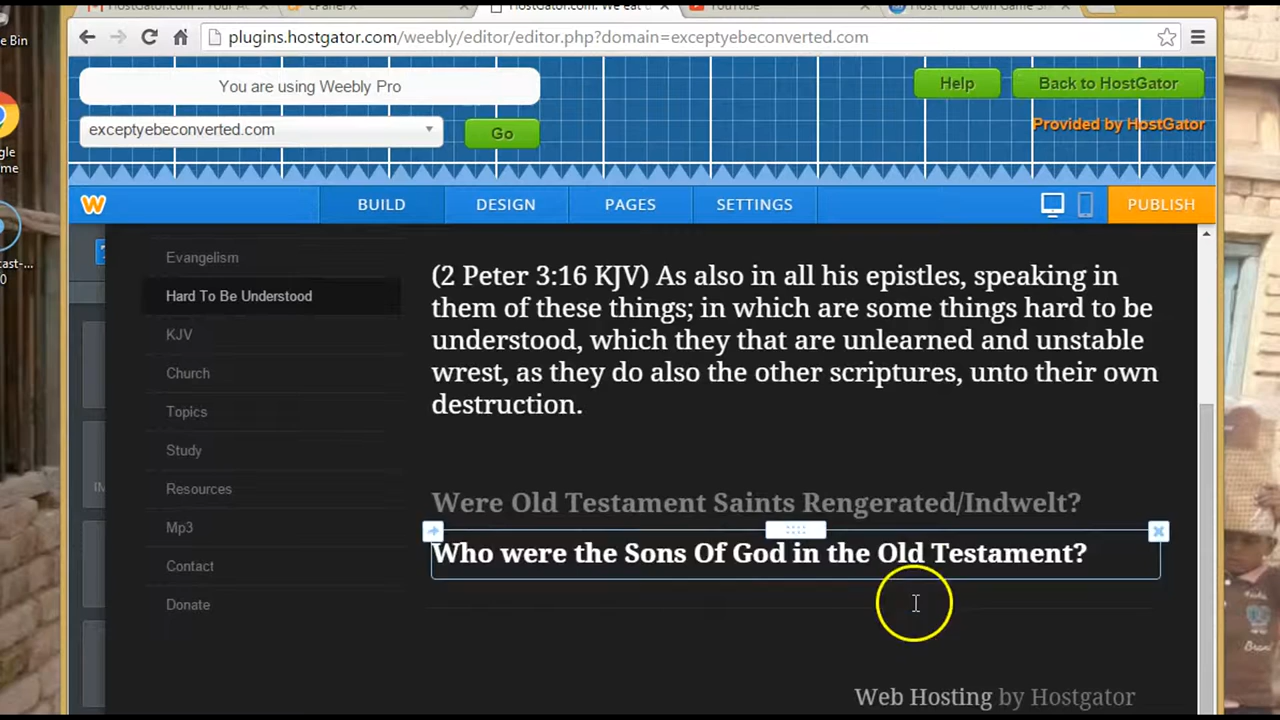 HostGator.com :: Your A
cPanel X
HostGator.com: We eat
YouTube
Host Your Own Game S
e Bin
plugins.hostgator.com/weebly/editor/editor.php?domain=exceptyebeconverted.com
You are using Weebly Pro
Help
Back to HostGator
exceptyebeconverted.com
Go
Provided by HostGator
gle
me
BUILD
DESIGN
PAGES
SETTINGS
PUBLISH
cast-...
0
Evangelism
Hard To Be Understood
KJV
Church
Topics
Study
Resources
Mp3
Contact
Donate
(2 Peter 3:16 KJV) As also in all his epistles, speaking in
them of these things; in which are some things hard to be
understood, which they that are unlearned and unstable
wrest, as they do also the other scriptures, unto their own
destruction.
Were Old Testament Saints Rengerated/Indwelt?
Who were the Sons Of God in the Old Testament?
Web Hosting by Hostgator